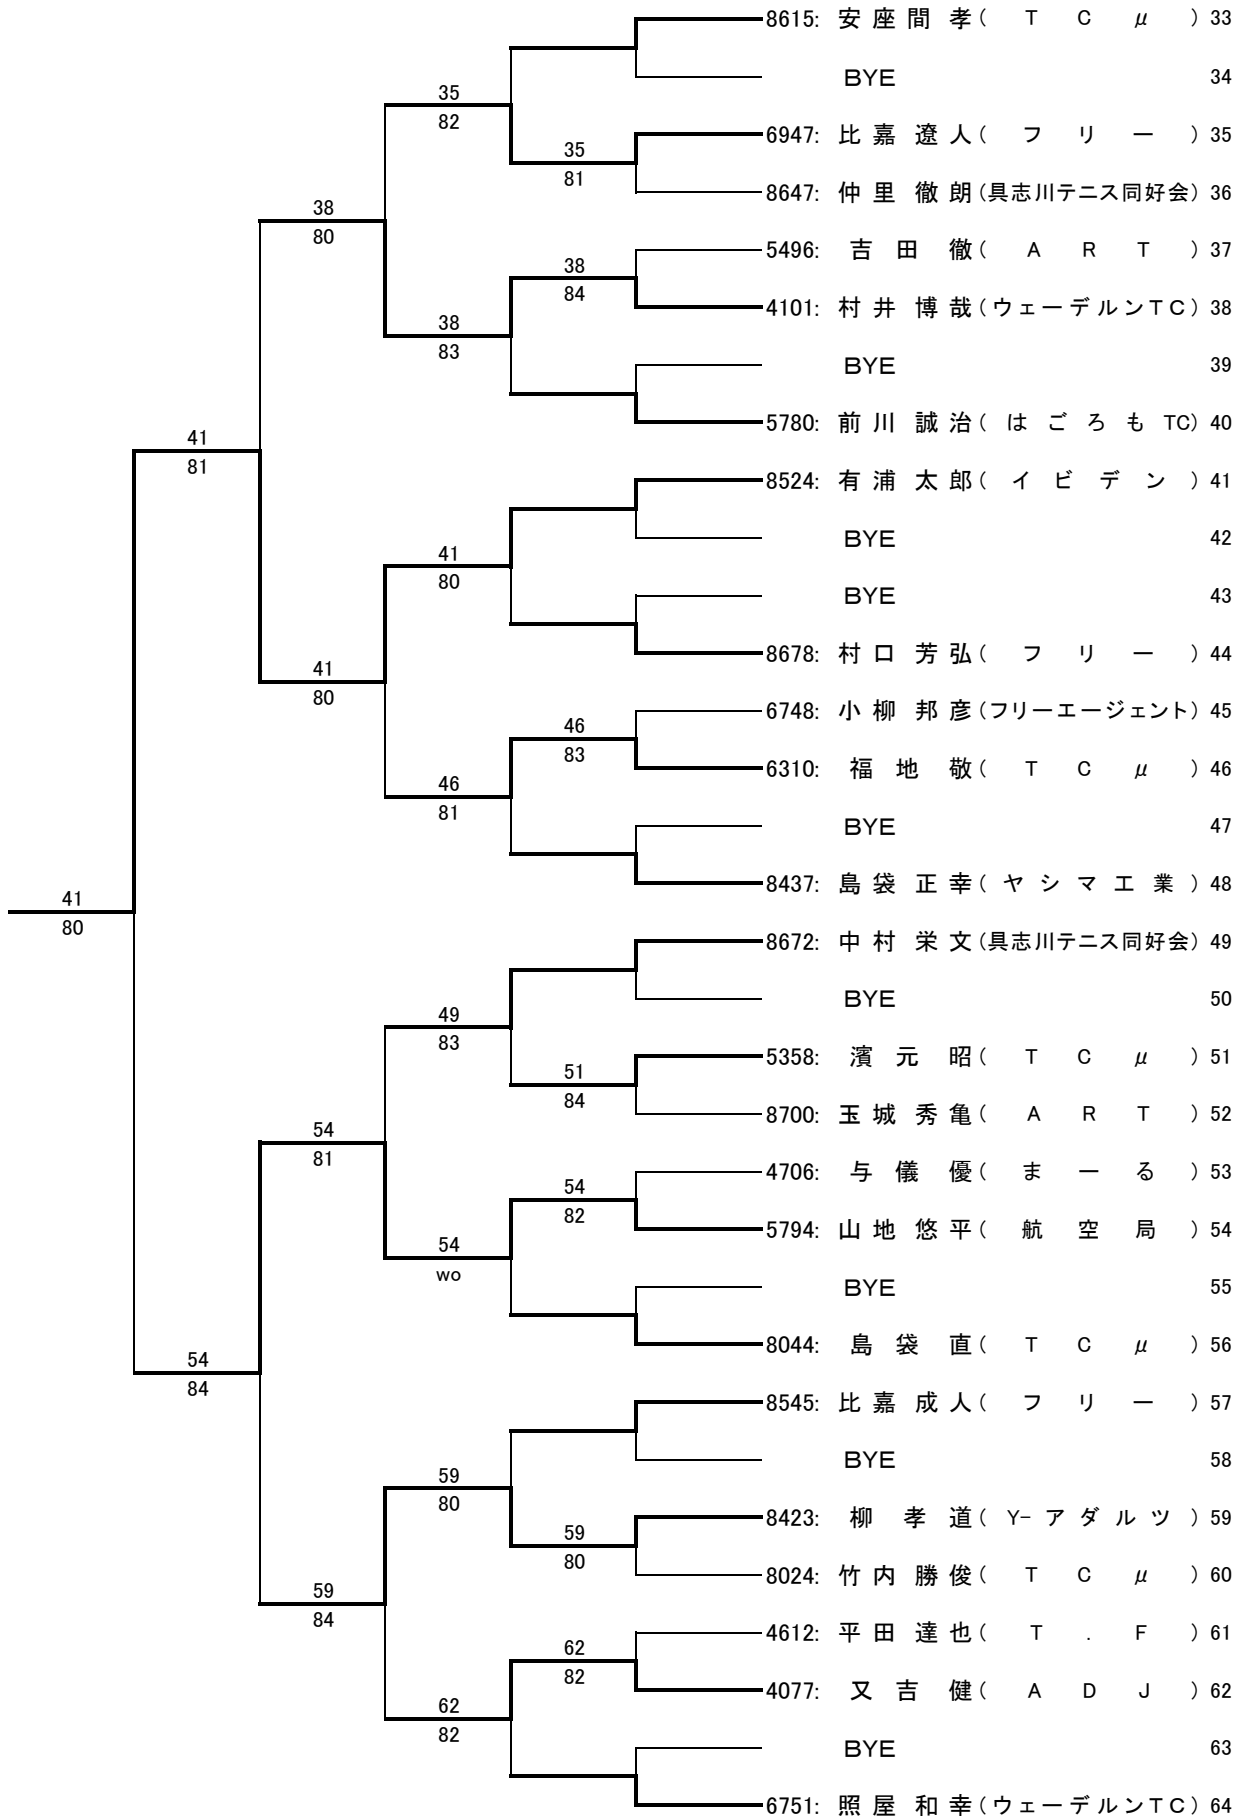 8615: 安座間 孝( T C μ ) 33
BYE 34
35
82
6947: 比嘉 遼人( フ リ ー ) 35
35
81
8647: 仲里 徹朗(具志川テニス同好会) 36
38
80
5496: 吉田 徹( A R T ) 37
38
84
4101: 村井 博哉(ウェーデルンTC) 38
38
83
BYE 39
5780: 前川 誠治( はごろもTC) 40
41
81
8524: 有浦 太郎( イビデン ) 41
BYE 42
41
80
BYE 43
8678: 村口 芳弘( フ リ ー ) 44
41
80
6748: 小柳 邦彦(フリーエージェント) 45
46
83
6310: 福地 敬( T C μ ) 46
46
81
BYE 47
8437: 島袋 正幸( ヤシマ工業 ) 48
41
80
8672: 中村 栄文(具志川テニス同好会) 49
BYE 50
49
83
5358: 濱元 昭( T C μ ) 51
51
84
8700: 玉城 秀亀( A R T ) 52
54
81
4706: 与儀 優( ま ー る ) 53
54
82
5794: 山地 悠平( 航 空 局 ) 54
54
wo
BYE 55
8044: 島袋 直( T C μ ) 56
54
84
8545: 比嘉 成人( フ リ ー ) 57
BYE 58
59
80
8423: 柳 孝道( Y-アダルツ ) 59
59
80
8024: 竹内 勝俊( T C μ ) 60
59
84
4612: 平田 達也( T . F ) 61
62
82
4077: 又吉 健( A D J ) 62
62
82
BYE 63
6751: 照屋 和幸(ウェーデルンTC) 64